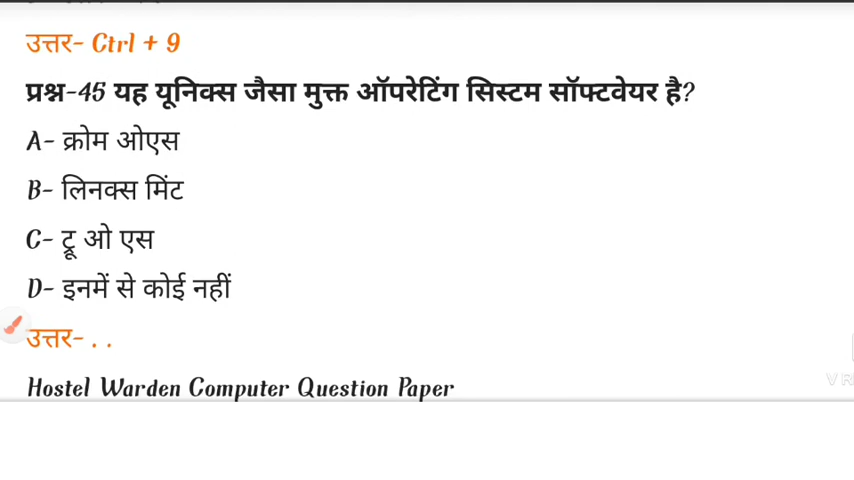 उत्तर- Ctrl + 9
प्रश्न-45 यह यूनिक्स जैसा मुक्त ऑपरेटिंग सिस्टम सॉफ्टवेयर है?
A- क्रोम ओएस
B- लिनक्स मिंट
C- ट्रू ओ एस
D- इनमें से कोई नहीं
उत्तर- . .
Hostel Warden Computer Question Paper